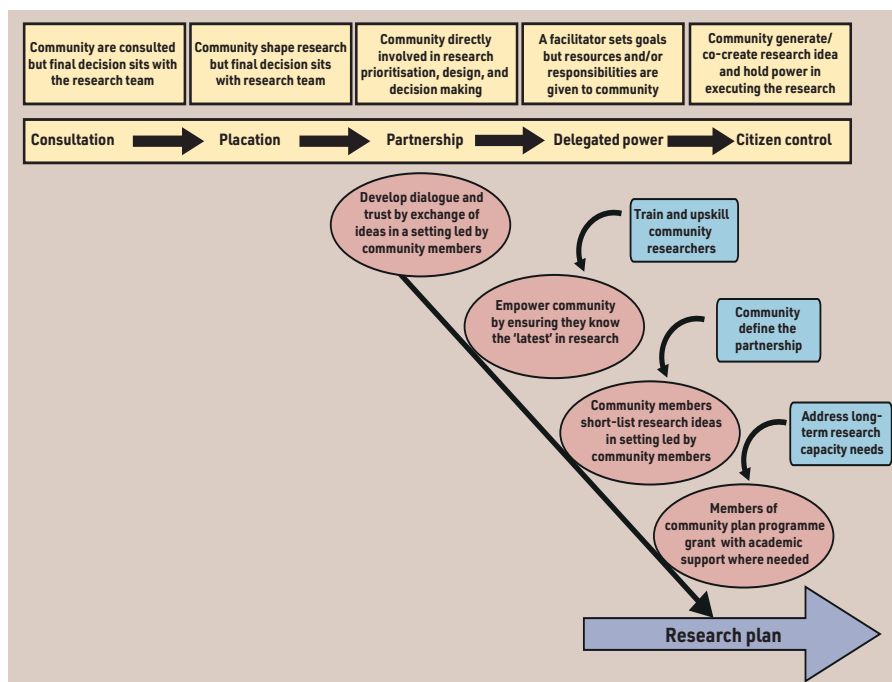 Community are consulted
but final decision sits with
the research team
Community shape research
but final decision sits
with research team
Community directly
involved in research
prioritisation, design, and
decision making
A facilitator sets goals
but resources and/or
responsibilities are
given to community
Community generate/
co-create research idea
and hold power in
executing the research
Consultation
Placation
Partnership
Delegated power
Citizen control
Develop dialogue and
trust by exchange of
ideas in a setting led by
community members
Train and upskill
community
researchers
Empower community
by ensuring they know
the ‘latest’ in research
Community
define the
partnership
Community members
short-list research ideas
in setting led by
community members
Address long-
term research
capacity needs
Members of
community plan programme
grant with academic
support where needed
Research plan